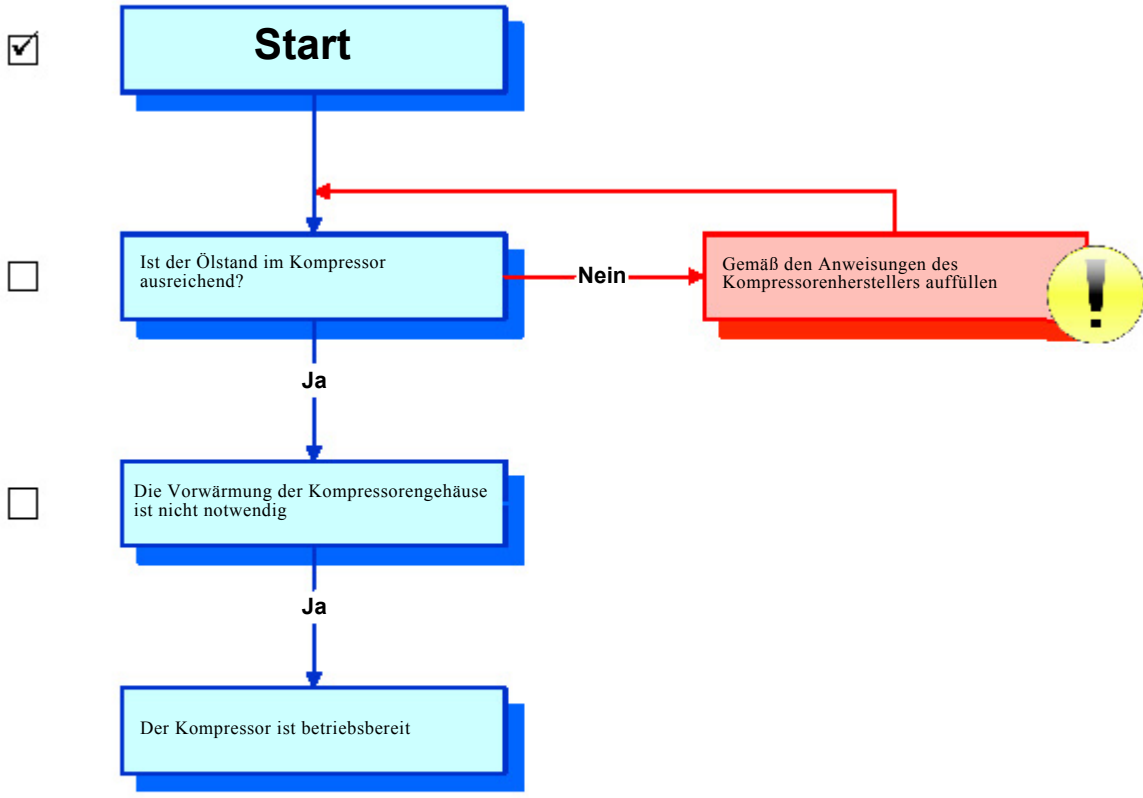 Start
Ist der Ölstand im Kompressor
ausreichend?
Nein
Gemäß den Anweisungen des
Kompressorenherstellers auffüllen
Ja
Die Vorwärmung der Kompressorengehäuse
ist nicht notwendig
Ja
Der Kompressor ist betriebsbereit